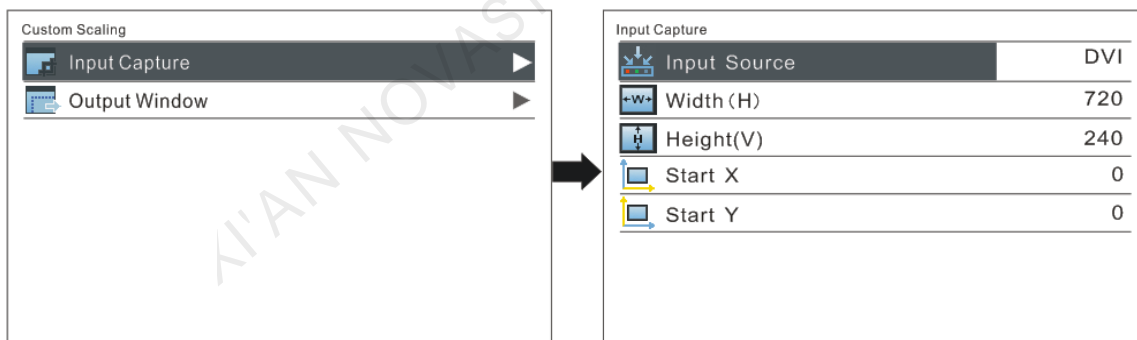 Custom Scaling
Input Capture
Output Window
Input Capture
Input Source DVI
Width (H) 720
Height(V) 240
Start X 0
Start Y 0
XI'AN NOVAST